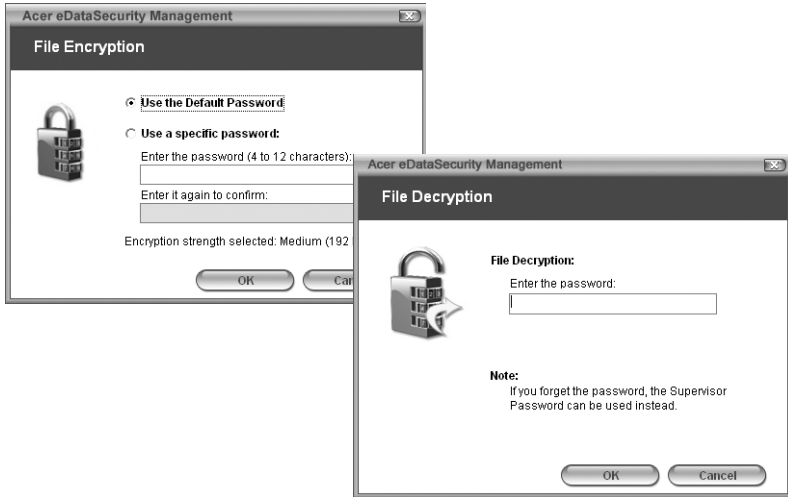 Acer eDataSecurity Management
File Encryption
Use the Default Password
Use a specific password:
Enter the password (4 to 12 characters):
Enter it again to confirm:
Encryption strength selected: Medium (192
OK
Acer eDataSecurity Management
File Decryption
File Decryption:
Enter the password:
Note:
If you forget the password, the Supervisor
Password can be used instead.
OK
Cancel